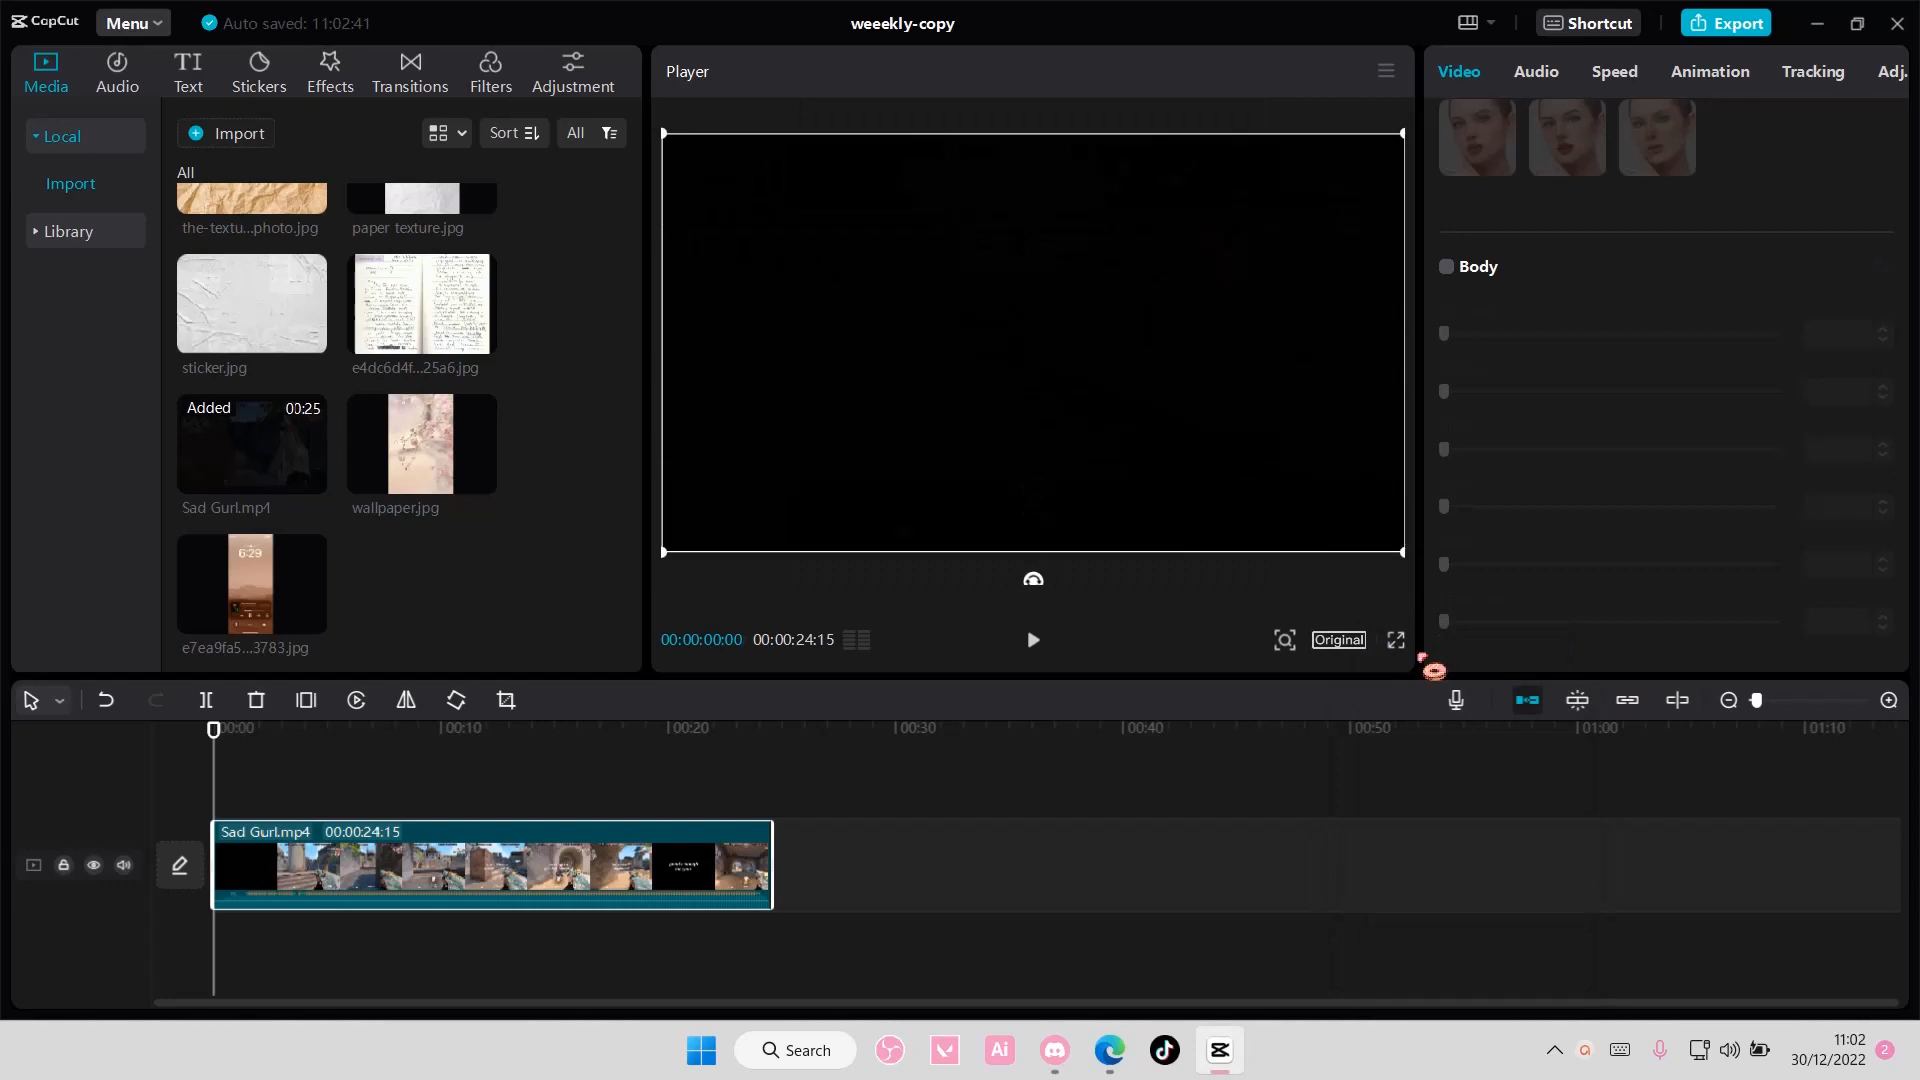 CapCut
Menu
Auto saved: 11:02:41
weeekly-copy
Shortcut
Export
Media
Audio
Text
Stickers
Effects
Transitions
Filters
Adjustment
Player
Video
Audio
Speed
Animation
Tracking
Adj.
Local
Import
Library
Import
Sort
All
All
the-textu...photo.jpg
paper texture.jpg
sticker.jpg
e4dc6d4f...25a6.jpg
Added 00:25
Sad Gurl.mp4
wallpaper.jpg
6:29
e7ea9fa5...3783.jpg
Body
00:00:00:00 00:00:24:15
Original
00:00 00:10 00:20 00:30 00:40 00:50 01:00 01:10
Sad Gurl.mp4 00:00:24:15
Search
Ai
11:02
30/12/2022
2